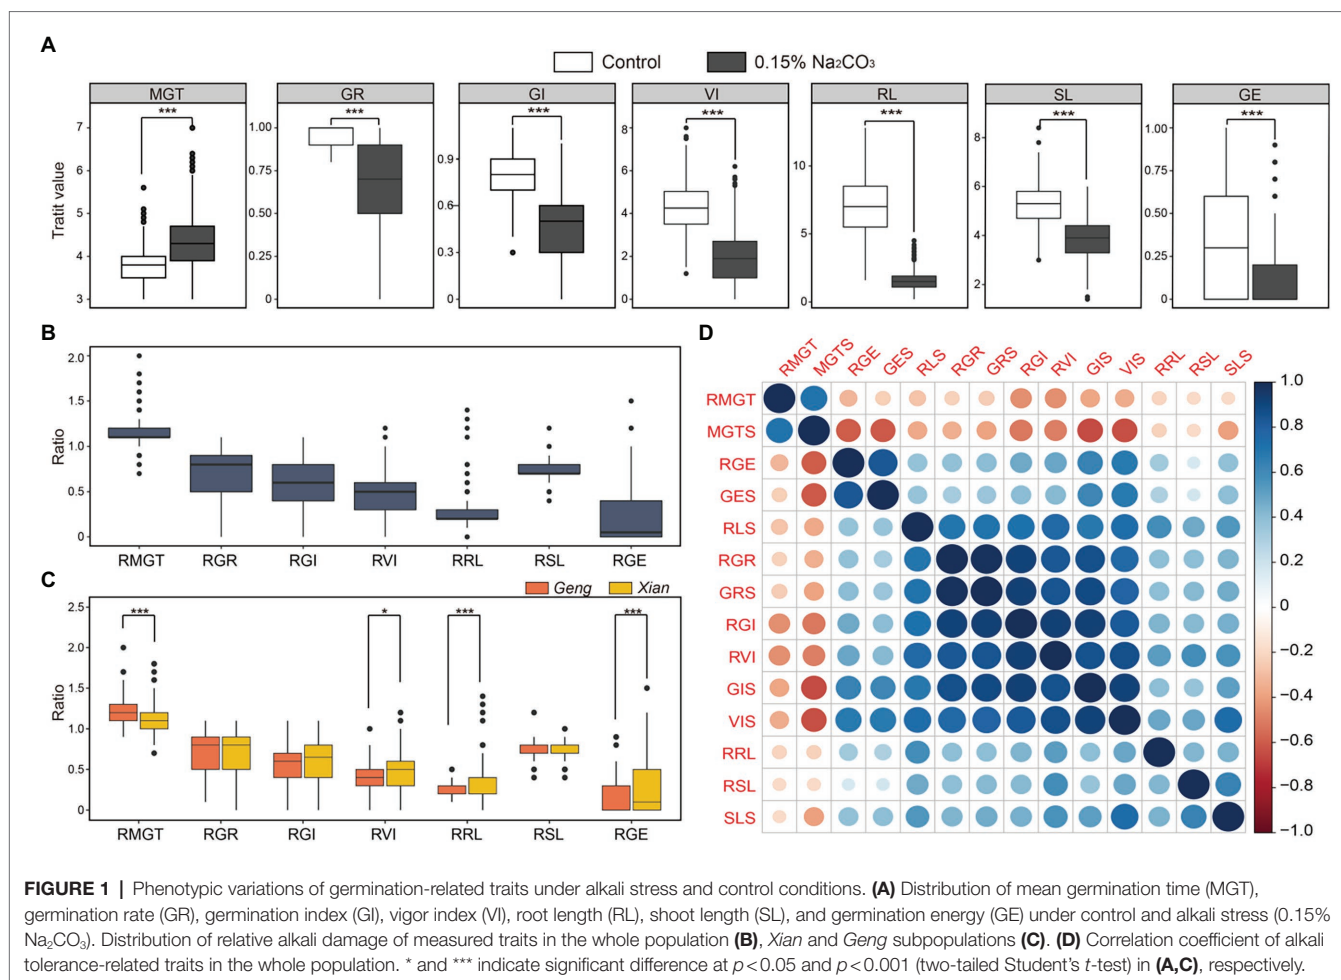 A
Control 0.15% Na₂CO₃
MGT GR GI VI RL SL GE
*** *** *** *** *** *** ***
Tratit value
7
6
5
4
3
1.00
0.75
0.50
0.25
0
0.9
0.6
0.3
0
8
6
4
2
0
10
5
0
8
6
4
2
1.00
0.75
0.50
0.25
0
B
Ratio
2.0
1.5
1.0
0.5
0
RMGT RGR RGI RVI RRL RSL RGE
C
Geng Xian
Ratio
2.5
2.0
1.5
1.0
0.5
0
*** * *** ***
RMGT RGR RGI RVI RRL RSL RGE
D
RMGT MGTS RGE GES RLS RGR GRS RGI RVI GIS VIS RRL RSL SLS
RMGT
MGTS
RGE
GES
RLS
RGR
GRS
RGI
RVI
GIS
VIS
RRL
RSL
SLS
1.0
0.8
0.6
0.4
0.2
0
−0.2
−0.4
−0.6
−0.8
−1.0
FIGURE 1 | Phenotypic variations of germination-related traits under alkali stress and control conditions. (A) Distribution of mean germination time (MGT),
germination rate (GR), germination index (GI), vigor index (VI), root length (RL), shoot length (SL), and germination energy (GE) under control and alkali stress (0.15%
Na₂CO₃). Distribution of relative alkali damage of measured traits in the whole population (B), Xian and Geng subpopulations (C). (D) Correlation coefficient of alkali
tolerance-related traits in the whole population. * and *** indicate significant difference at p<0.05 and p<0.001 (two-tailed Student's t-test) in (A,C), respectively.